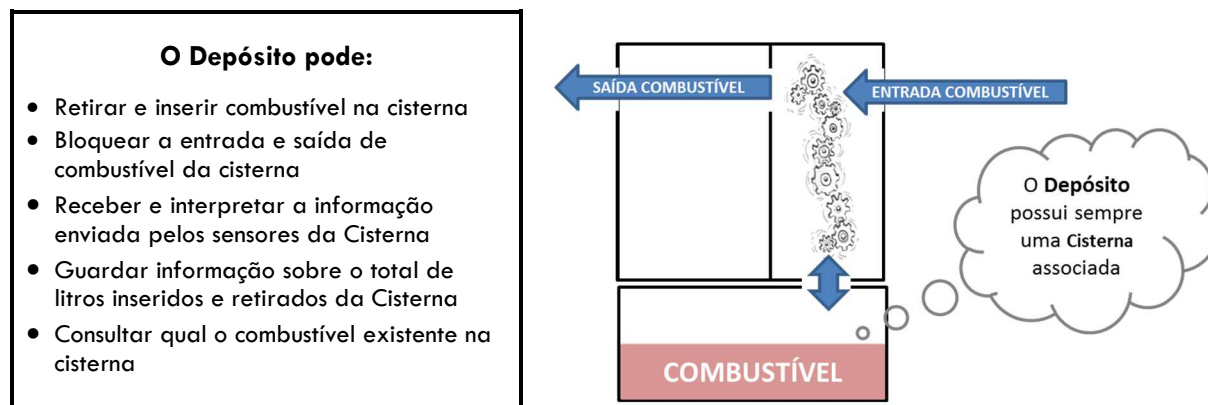 O Depósito pode:
• Retirar e inserir combustível na cisterna
• Bloquear a entrada e saída de
combustível da cisterna
• Receber e interpretar a informação
enviada pelos sensores da Cisterna
• Guardar informação sobre o total de
litros inseridos e retirados da Cisterna
• Consultar qual o combustível existente na
cisterna
SAÍDA COMBUSTÍVEL
ENTRADA COMBUSTÍVEL
O Depósito
possui sempre
uma Cisterna
associada
COMBUSTÍVEL